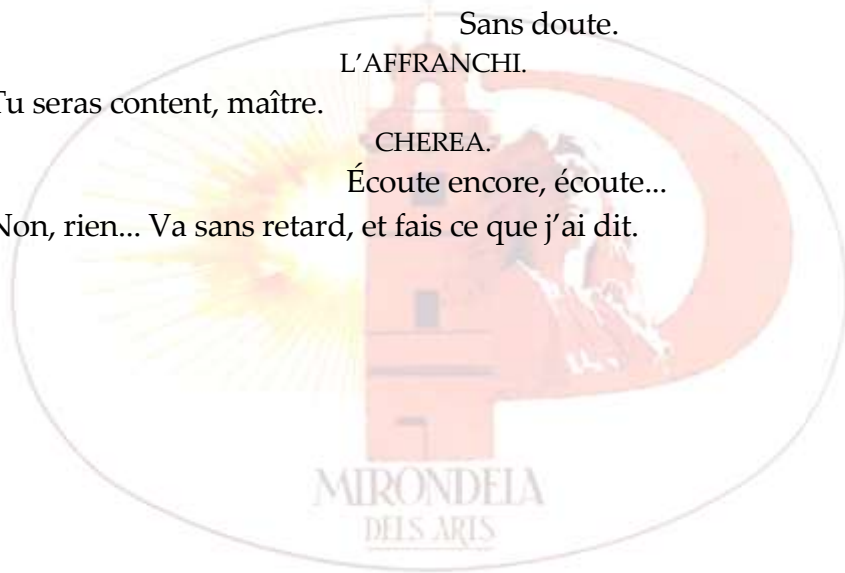 Sans doute.
L’AFFRANCHI.
Tu seras content, maître.
CHEREA.
Écoute encore, écoute...
Non, rien... Va sans retard, et fais ce que j’ai dit.
MIRONDELA
DELS ARTS